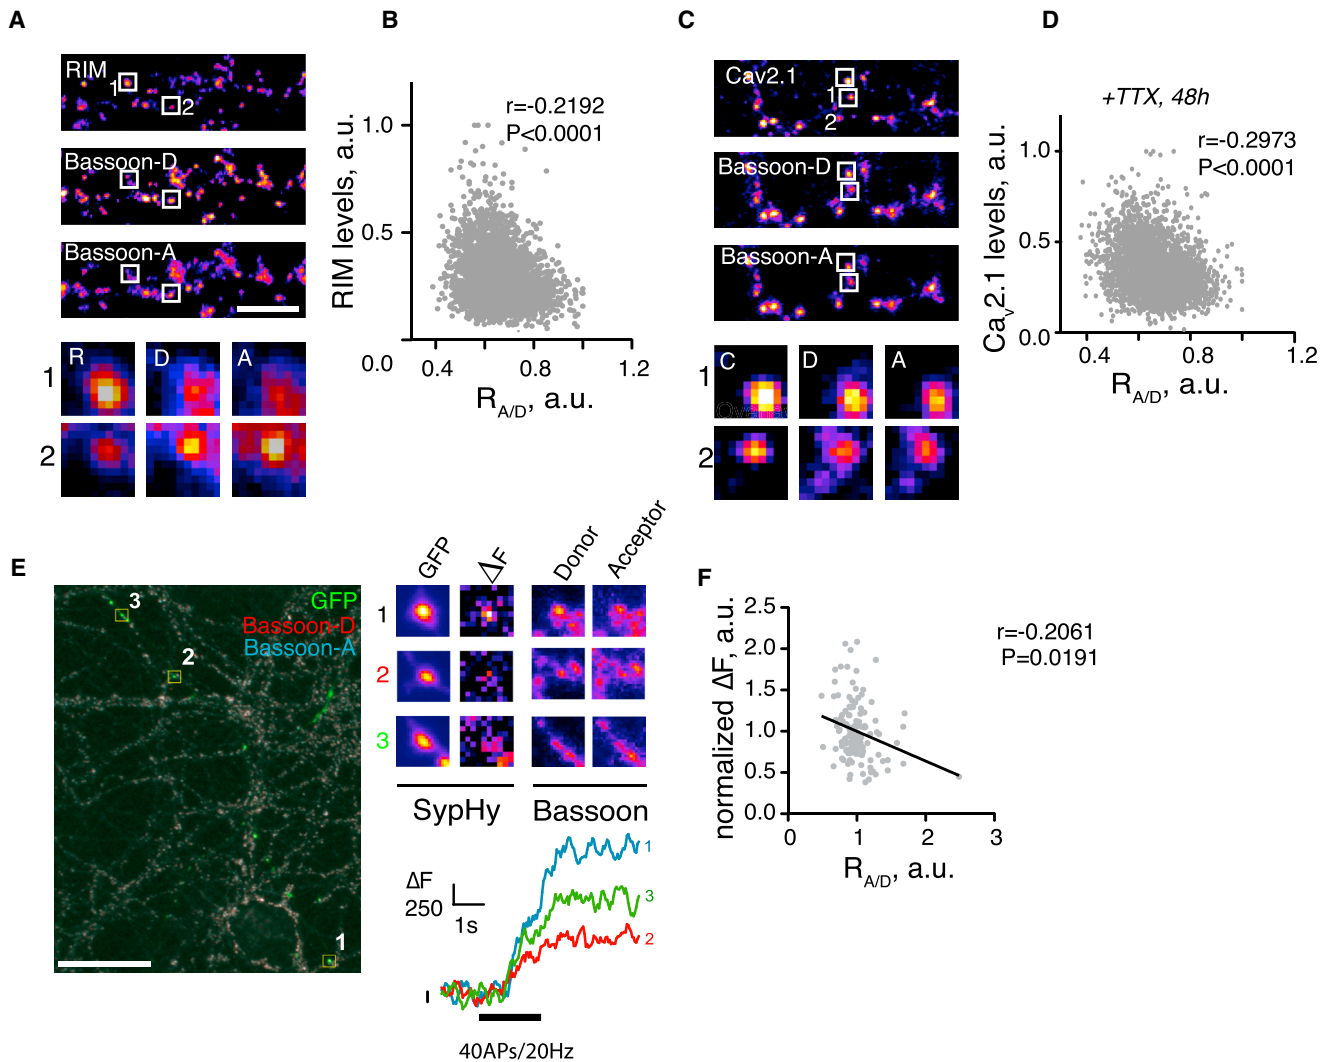 A
RIM
1
2
Bassoon-D
Bassoon-A
R
D
A
1
2
B
RIM levels, a.u.
r=-0.2192
P<0.0001
1.0
0.5
0.0
0.4
0.8
1.2
R A/D, a.u.
C
Cav2.1
1
2
Bassoon-D
Bassoon-A
C
D
A
1
2
D
+TTX, 48h
r=-0.2973
P<0.0001
Cav2.1 levels, a.u.
1.0
0.5
0.0
0.4
0.8
1.2
R A/D, a.u.
E
GFP
Bassoon-D
Bassoon-A
3
2
1
GFP
ΔF
Donor
Acceptor
1
2
3
SypHy
Bassoon
ΔF
250
1s
1
3
2
40APs/20Hz
F
normalized ΔF, a.u.
r=-0.2061
P=0.0191
2.5
2.0
1.5
1.0
0.5
0.0
0
1
2
3
R A/D, a.u.